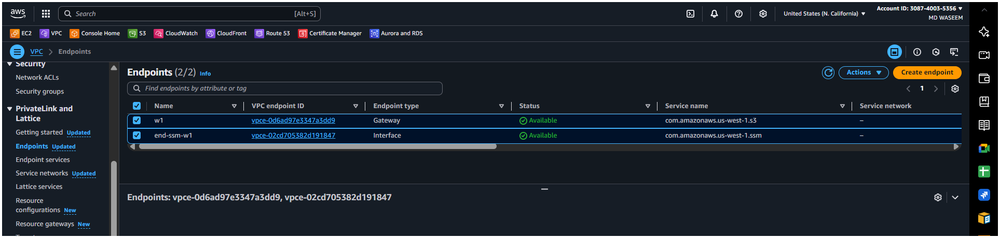 aws
Search
[Alt+S]
United States (N. California)
Account ID: 3087-4003-5356
MD WASEEM
EC2
VPC
Console Home
S3
CloudWatch
CloudFront
Route 53
Certificate Manager
Aurora and RDS
VPC
Endpoints
Security
Network ACLs
Security groups
PrivateLink and
Lattice
Getting started Updated
Endpoints Updated
Endpoint services
Service networks Updated
Lattice services
Resource
configurations New
Resource gateways New
Endpoints (2/2) Info
Actions
Create endpoint
Find endpoints by attribute or tag
1
Name VPC endpoint ID Endpoint type Status Service name Service network
w1 vpce-0d6ad97e3347a3dd9 Gateway Available com.amazonaws.us-west-1.s3 –
end-ssm-w1 vpce-02cd705382d191847 Interface Available com.amazonaws.us-west-1.ssm –
Endpoints: vpce-0d6ad97e3347a3dd9, vpce-02cd705382d191847